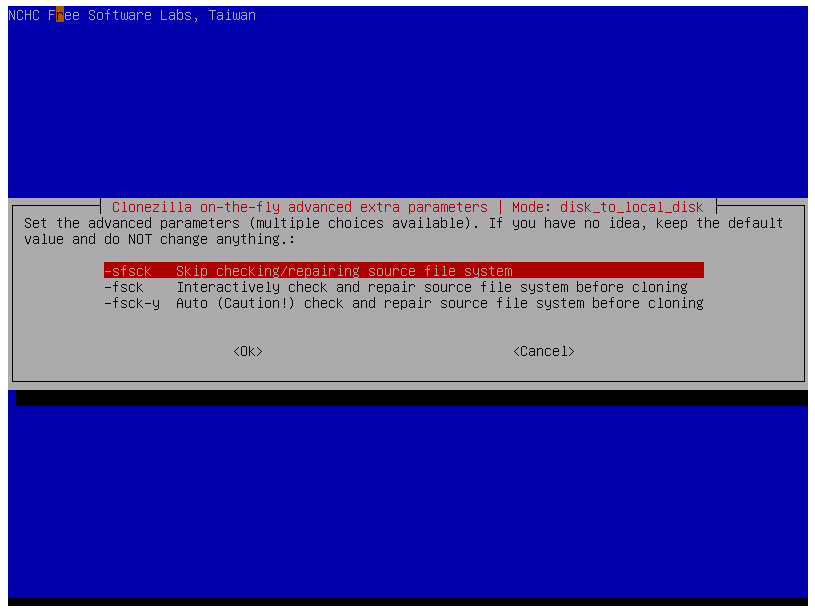 NCHC Free Software Labs, Taiwan
Clonezilla on-the-fly advanced extra parameters | Mode: disk_to_local_disk
Set the advanced parameters (multiple choices available). If you have no idea, keep the default
value and do NOT change anything.:
-sfsck Skip checking/repairing source file system
-fsck Interactively check and repair source file system before cloning
-fsck-y Auto (Caution!) check and repair source file system before cloning
<Ok> <Cancel>